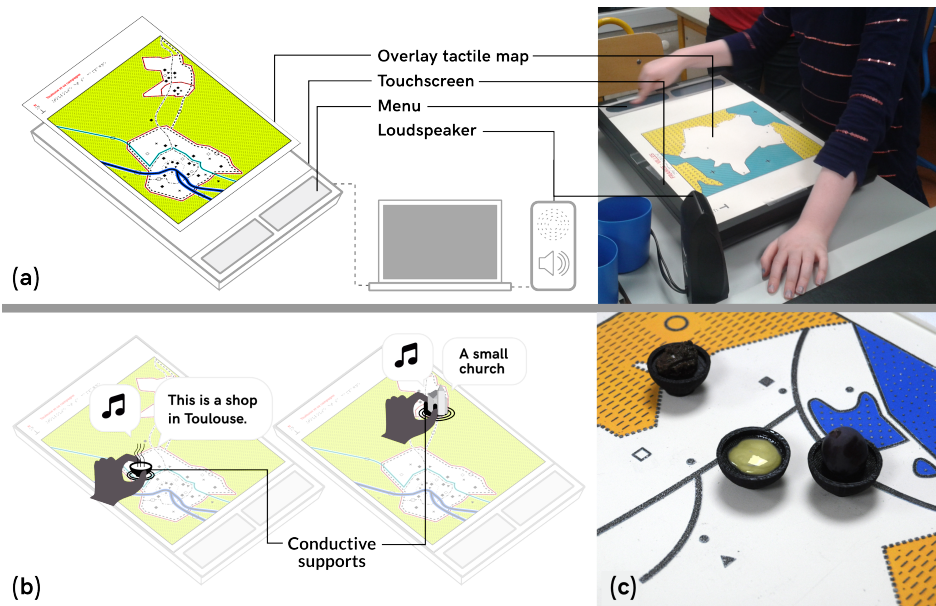 Overlay tactile map
Touchscreen
Menu
Loudspeaker
(a)
This is a shop
in Toulouse.
A small
church
Conductive
supports
(b)
(c)